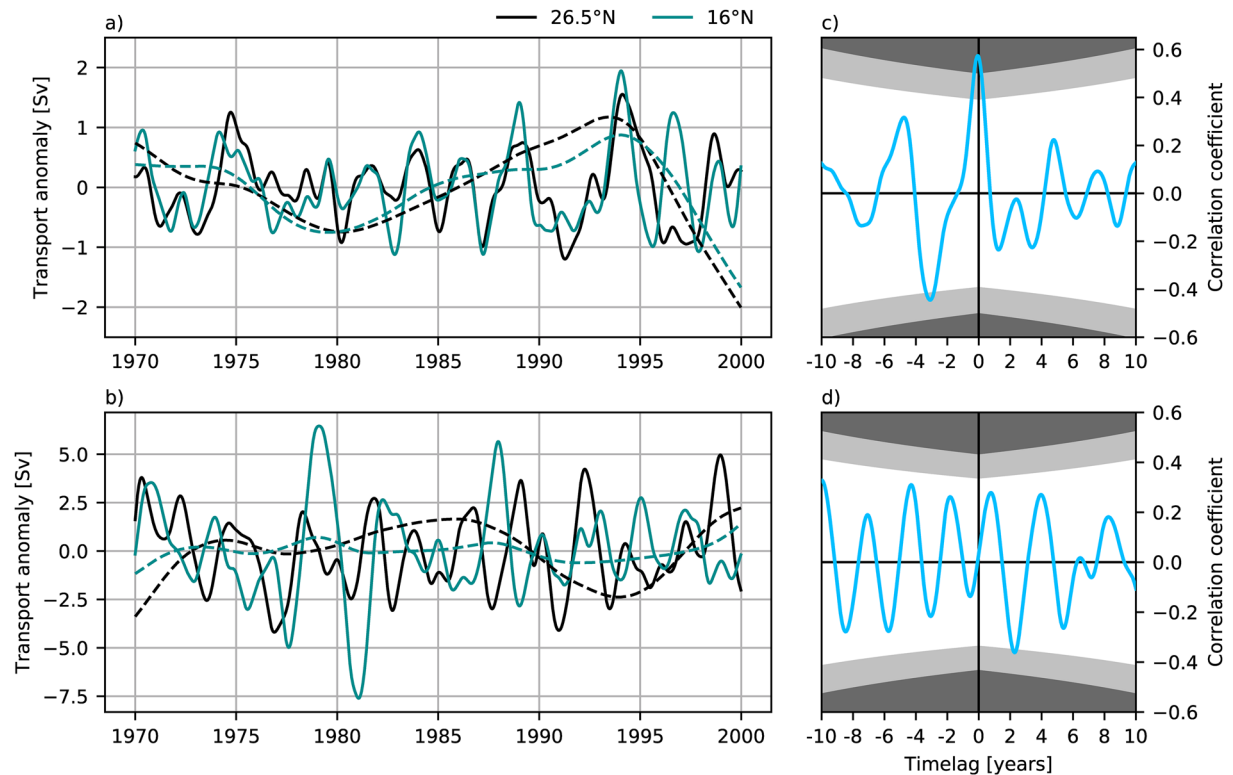 26.5°N 16°N
a)
Transport anomaly [Sv]
2
1
0
−1
−2
1970 1975 1980 1985 1990 1995 2000
c)
0.6
0.4
0.2
0.0
−0.2
−0.4
−0.6
Correlation coefficient
-10 -8 -6 -4 -2 0 2 4 6 8 10
b)
Transport anomaly [Sv]
5.0
2.5
0.0
−2.5
−5.0
−7.5
1970 1975 1980 1985 1990 1995 2000
d)
0.6
0.4
0.2
0.0
−0.2
−0.4
−0.6
Correlation coefficient
-10 -8 -6 -4 -2 0 2 4 6 8 10
Timelag [years]